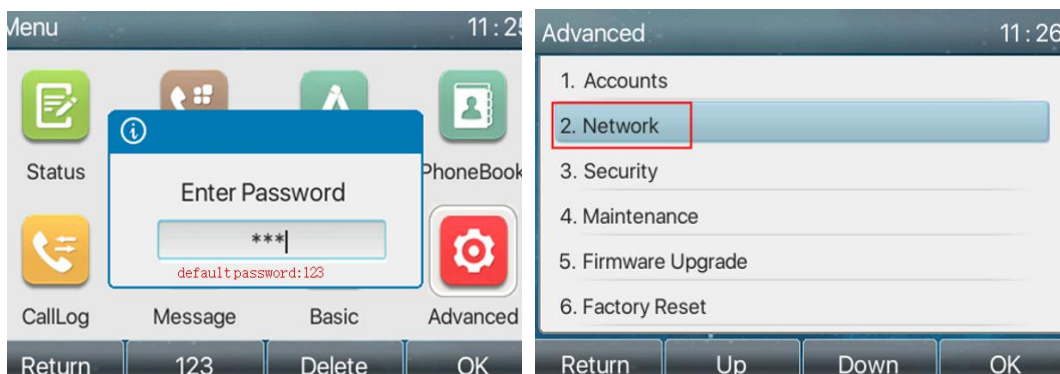 Menu 11:25
Enter Password
***
default password:123
Status PhoneBook
CallLog Message Basic Advanced
Return 123 Delete OK
Advanced 11:26
1. Accounts
2. Network
3. Security
4. Maintenance
5. Firmware Upgrade
6. Factory Reset
Return Up Down OK